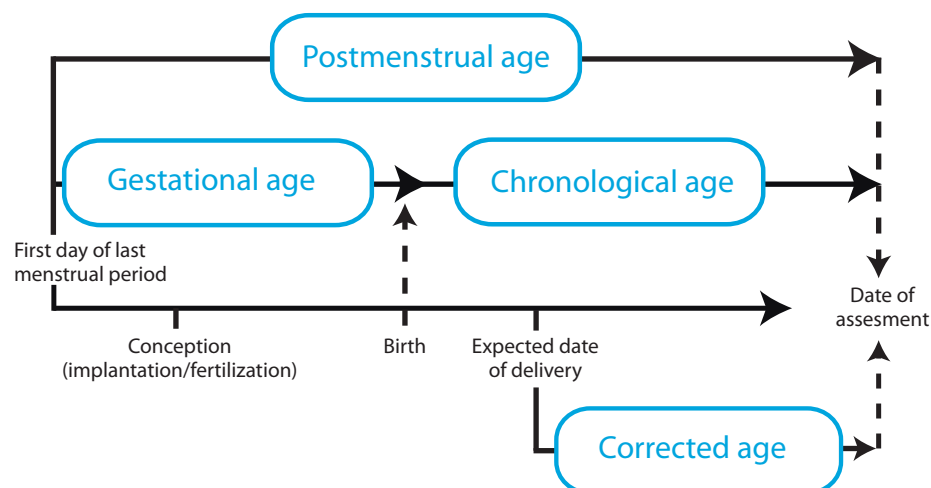 Postmenstrual age
Gestational age
Chronological age
First day of last
menstrual period
Date of
assesment
Conception
(implantation/fertilization)
Birth
Expected date
of delivery
Corrected age